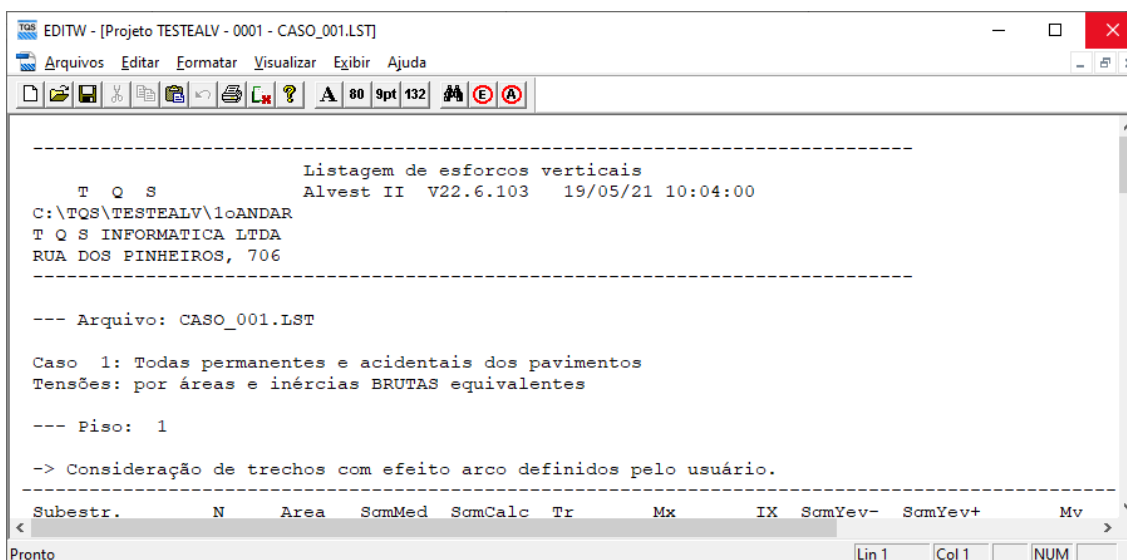 TQS EDITW - [Projeto TESTEALV - 0001 - CASO_001.LST]
Arquivos Editar Formatar Visualizar Exibir Ajuda
A 80 9pt 132 E A
--------------------------------------------------------------------------------
Listagem de esforcos verticais
T Q S Alvest II V22.6.103 19/05/21 10:04:00
C:\TQS\TESTEALV\1oANDAR
T Q S INFORMATICA LTDA
RUA DOS PINHEIROS, 706
--------------------------------------------------------------------------------
--- Arquivo: CASO_001.LST
Caso 1: Todas permanentes e acidentais dos pavimentos
Tensões: por áreas e inércias BRUTAS equivalentes
--- Piso: 1
-> Consideração de trechos com efeito arco definidos pelo usuário.
----------------------------------------------------------------------------------------------------
Subestr. N Area SgmMed SgmCalc Tr Mx IX SgmYev- SgmYev+ My
Pronto Lin 1 Col 1 NUM